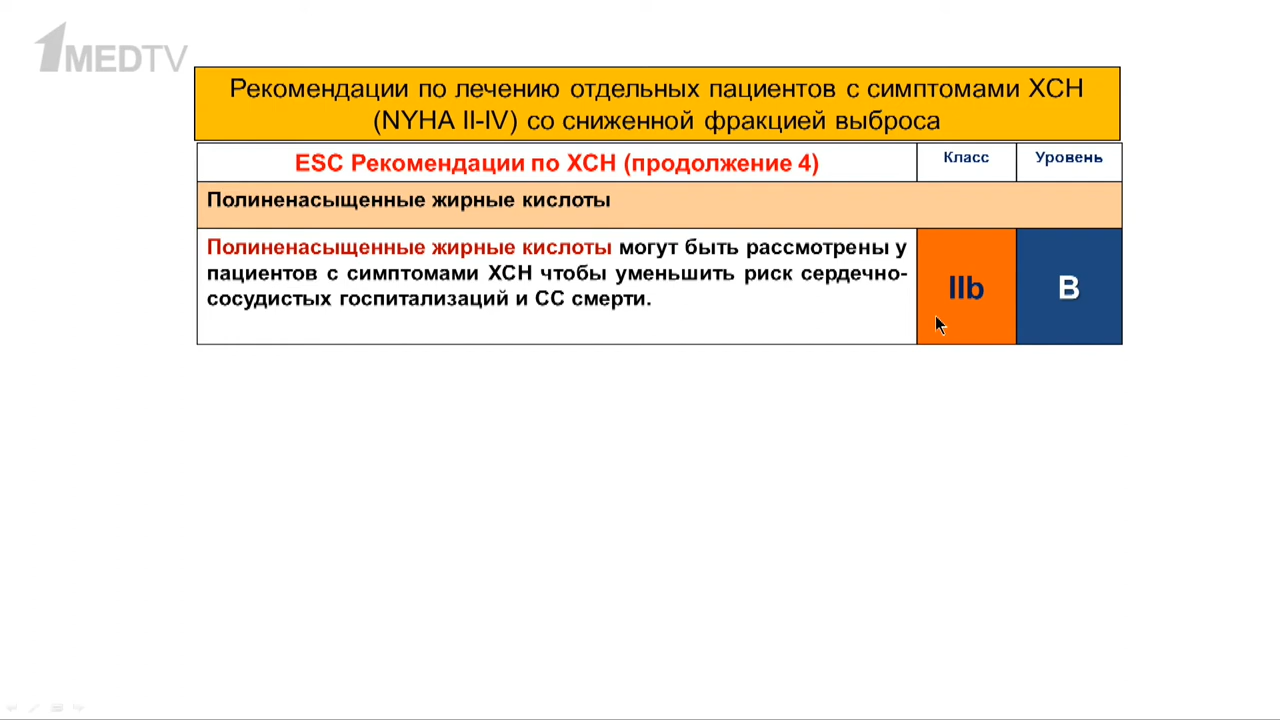 1MEDTV
Рекомендации по лечению отдельных пациентов с симптомами ХСН
(NYHA II-IV) со сниженной фракцией выброса
ESC Рекомендации по ХСН (продолжение 4)
Класс
Уровень
Полиненасыщенные жирные кислоты
Полиненасыщенные жирные кислоты могут быть рассмотрены у
пациентов с симптомами ХСН чтобы уменьшить риск сердечно-
сосудистых госпитализаций и СС смерти.
IIb
B